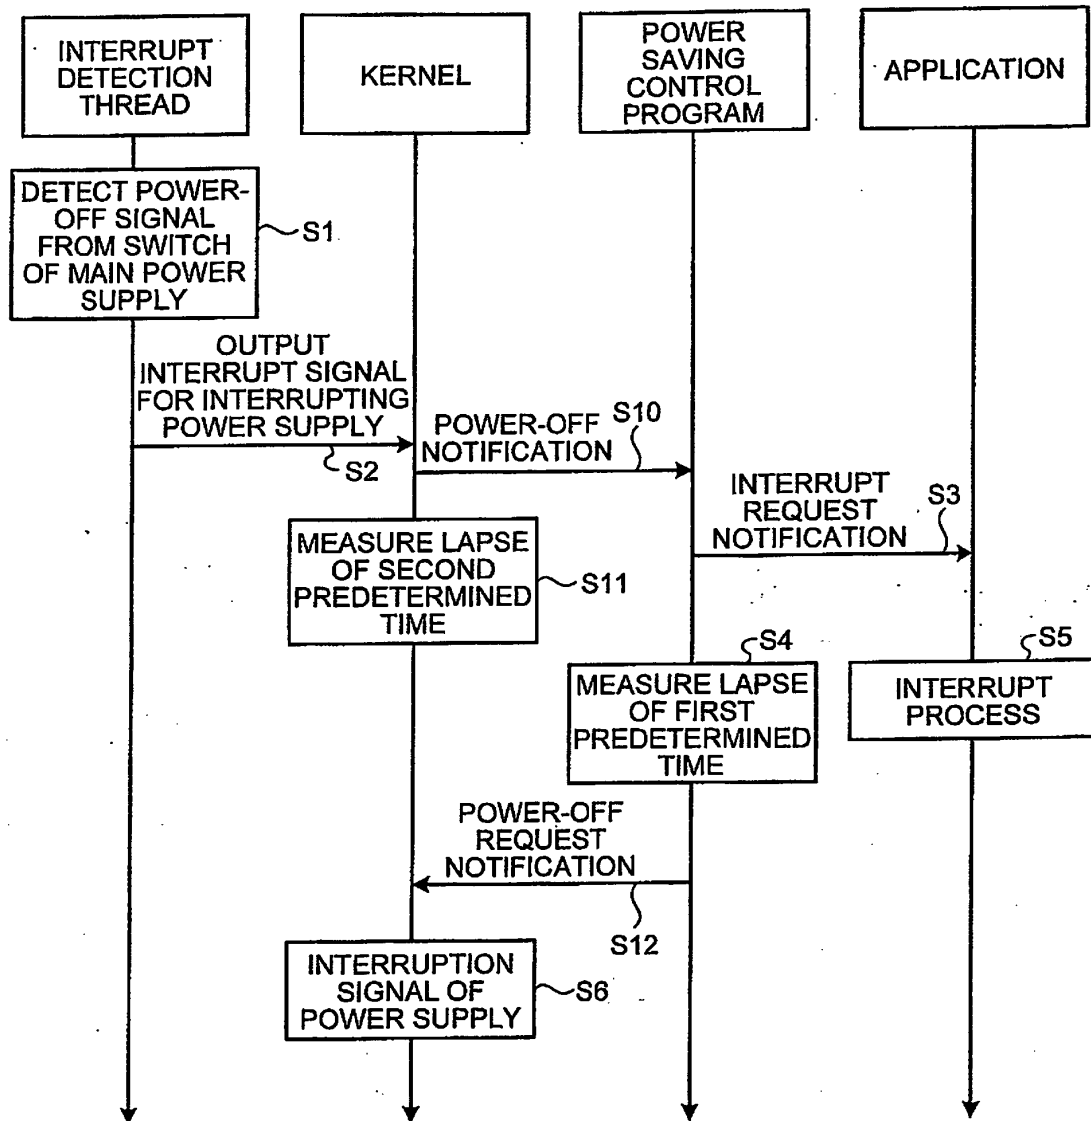 INTERRUPT
DETECTION
THREAD
KERNEL
POWER
SAVING
CONTROL
PROGRAM
APPLICATION
DETECT POWER-
OFF SIGNAL
FROM SWITCH
OF MAIN POWER
SUPPLY
S1
OUTPUT
INTERRUPT SIGNAL
FOR INTERRUPTING
POWER SUPPLY
S2
POWER-OFF
NOTIFICATION
S10
INTERRUPT
REQUEST
NOTIFICATION
S3
MEASURE LAPSE
OF SECOND
PREDETERMINED
TIME
S11
S4
MEASURE LAPSE
OF FIRST
PREDETERMINED
TIME
S5
INTERRUPT
PROCESS
POWER-OFF
REQUEST
NOTIFICATION
S12
INTERRUPTION
SIGNAL OF
POWER SUPPLY
S6